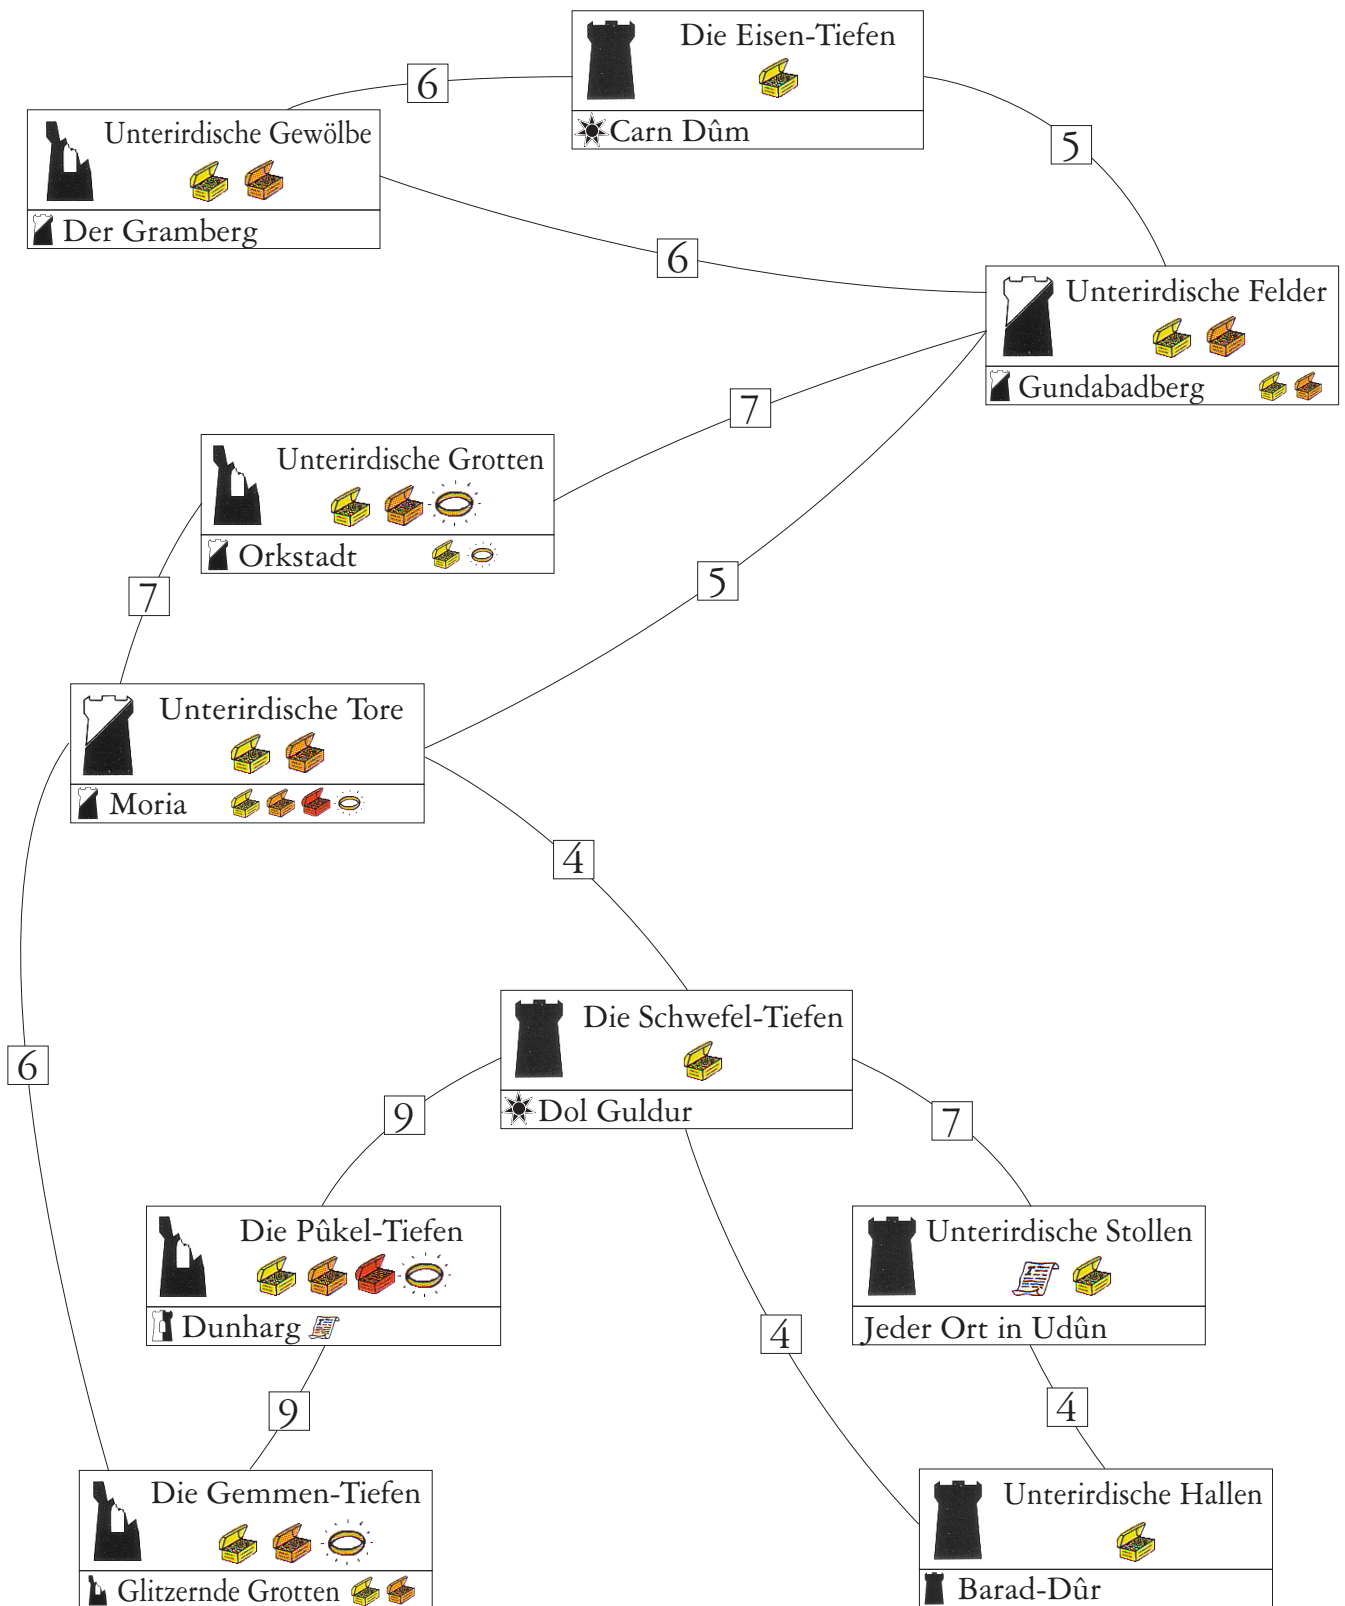 Die Eisen-Tiefen
Carn Dûm
6
Unterirdische Gewölbe
Der Gramberg
5
6
Unterirdische Felder
Gundabadberg
7
Unterirdische Grotten
Orkstadt
5
7
Unterirdische Tore
Moria
4
Die Schwefel-Tiefen
Dol Guldur
6
9
7
Die Pûkel-Tiefen
Dunharg
Unterirdische Stollen
Jeder Ort in Udûn
4
9
4
Die Gemmen-Tiefen
Glitzernde Grotten
Unterirdische Hallen
Barad-Dûr